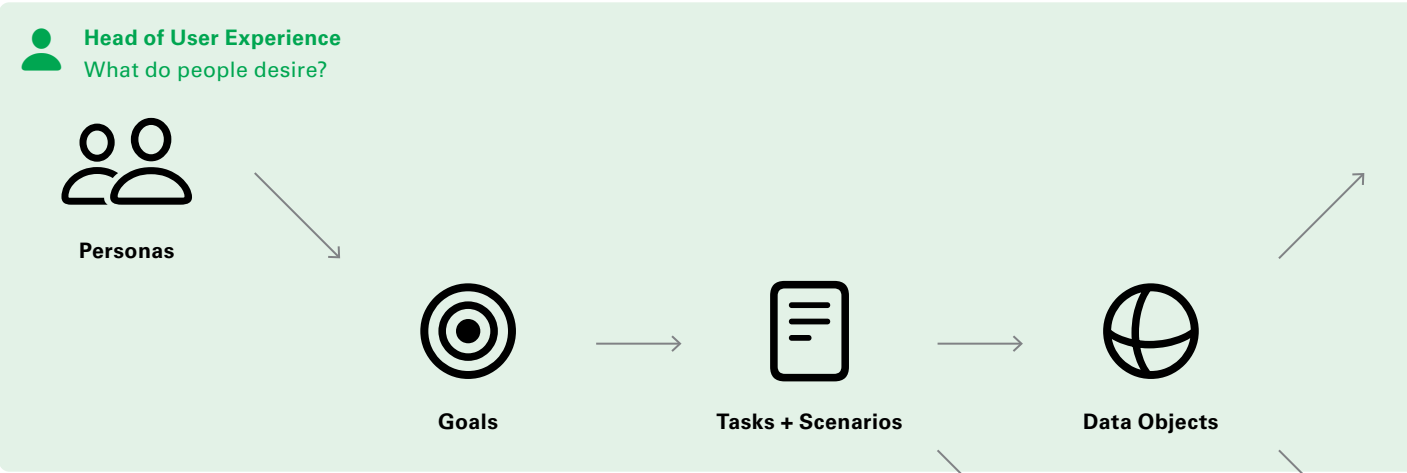 Head of User Experience
What do people desire?
Personas
Goals
Tasks + Scenarios
Data Objects